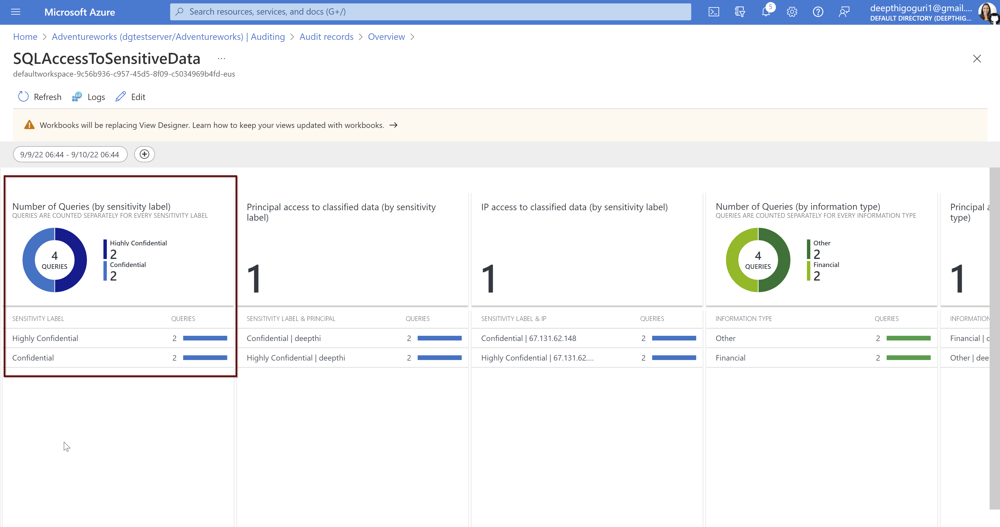 Microsoft Azure
Search resources, services, and docs (G+/)
5
deepthigoguri1@gmail....
DEFAULT DIRECTORY (DEEPTHIG...
Home > Adventureworks (dgtestserver/Adventureworks) | Auditing > Audit records > Overview >
SQLAccessToSensitiveData ...
defaultworkspace-9c56b936-c957-45d5-8f09-c5034969b4fd-eus
Refresh Logs Edit
Workbooks will be replacing View Designer. Learn how to keep your views updated with workbooks. →
9/9/22 06:44 - 9/10/22 06:44
Number of Queries (by sensitivity label)
QUERIES ARE COUNTED SEPARATELY FOR EVERY SENSITIVITY LABEL
4
QUERIES
Highly Confidential
2
Confidential
2
SENSITIVITY LABEL QUERIES
Highly Confidential 2
Confidential 2
Principal access to classified data (by sensitivity
label)
1
SENSITIVITY LABEL & PRINCIPAL QUERIES
Confidential | deepthi 2
Highly Confidential | deepthi 2
IP access to classified data (by sensitivity label)
1
SENSITIVITY LABEL & IP QUERIES
Confidential | 67.131.62.148 2
Highly Confidential | 67.131.62.... 2
Number of Queries (by information type)
QUERIES ARE COUNTED SEPARATELY FOR EVERY INFORMATION TYPE
4
QUERIES
Other
2
Financial
2
INFORMATION TYPE QUERIES
Other 2
Financial 2
Principal a
type)
1
INFORMATION
Financial | d
Other | dee